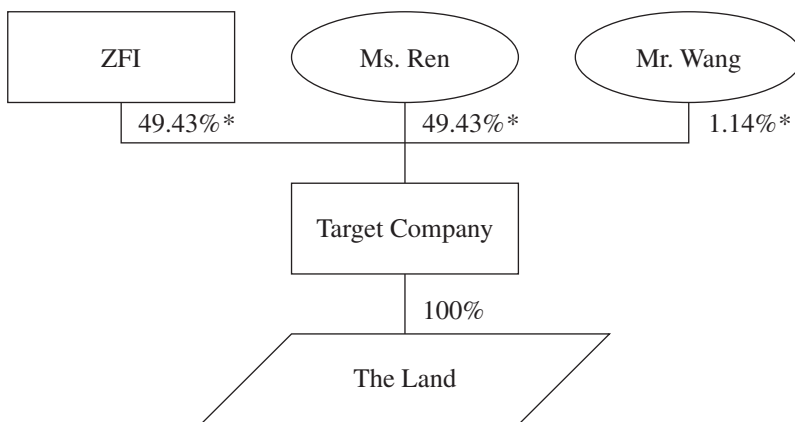 ZFI
Ms. Ren
Mr. Wang
49.43%*
49.43%*
1.14%*
Target Company
100%
The Land